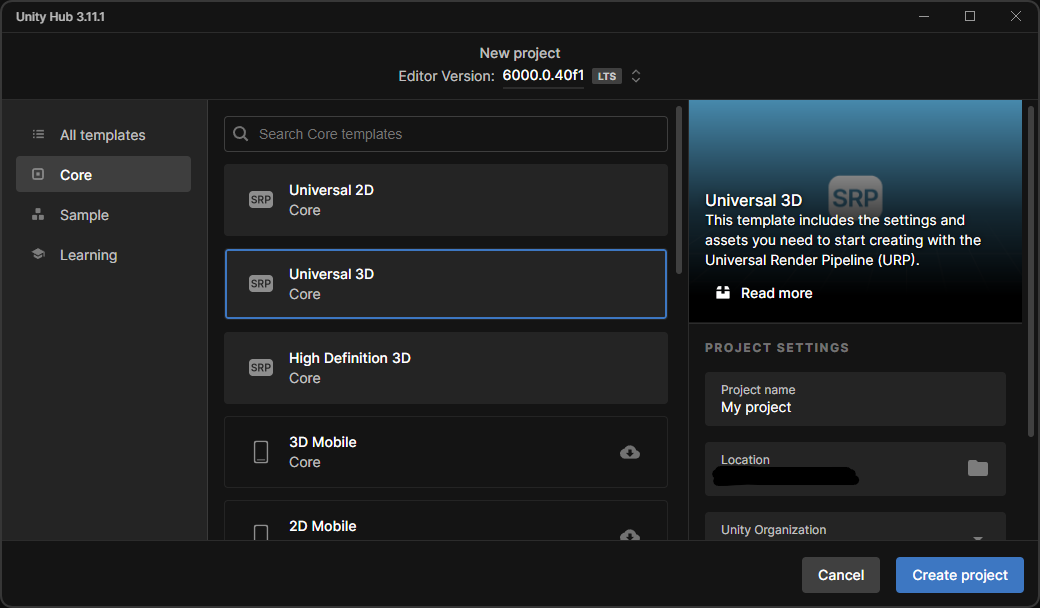 Unity Hub 3.11.1
New project
Editor Version: 6000.0.40f1 LTS
All templates
Core
Sample
Learning
Search Core templates
SRP
Universal 2D
Core
SRP
Universal 3D
Core
SRP
High Definition 3D
Core
3D Mobile
Core
2D Mobile
SRP
Universal 3D
This template includes the settings and
assets you need to start creating with the
Universal Render Pipeline (URP).
Read more
PROJECT SETTINGS
Project name
My project
Location
Unity Organization
Cancel
Create project